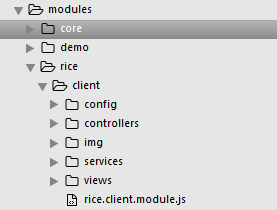 modules
core
demo
rice
client
config
controllers
img
services
views
rice.client.module.js